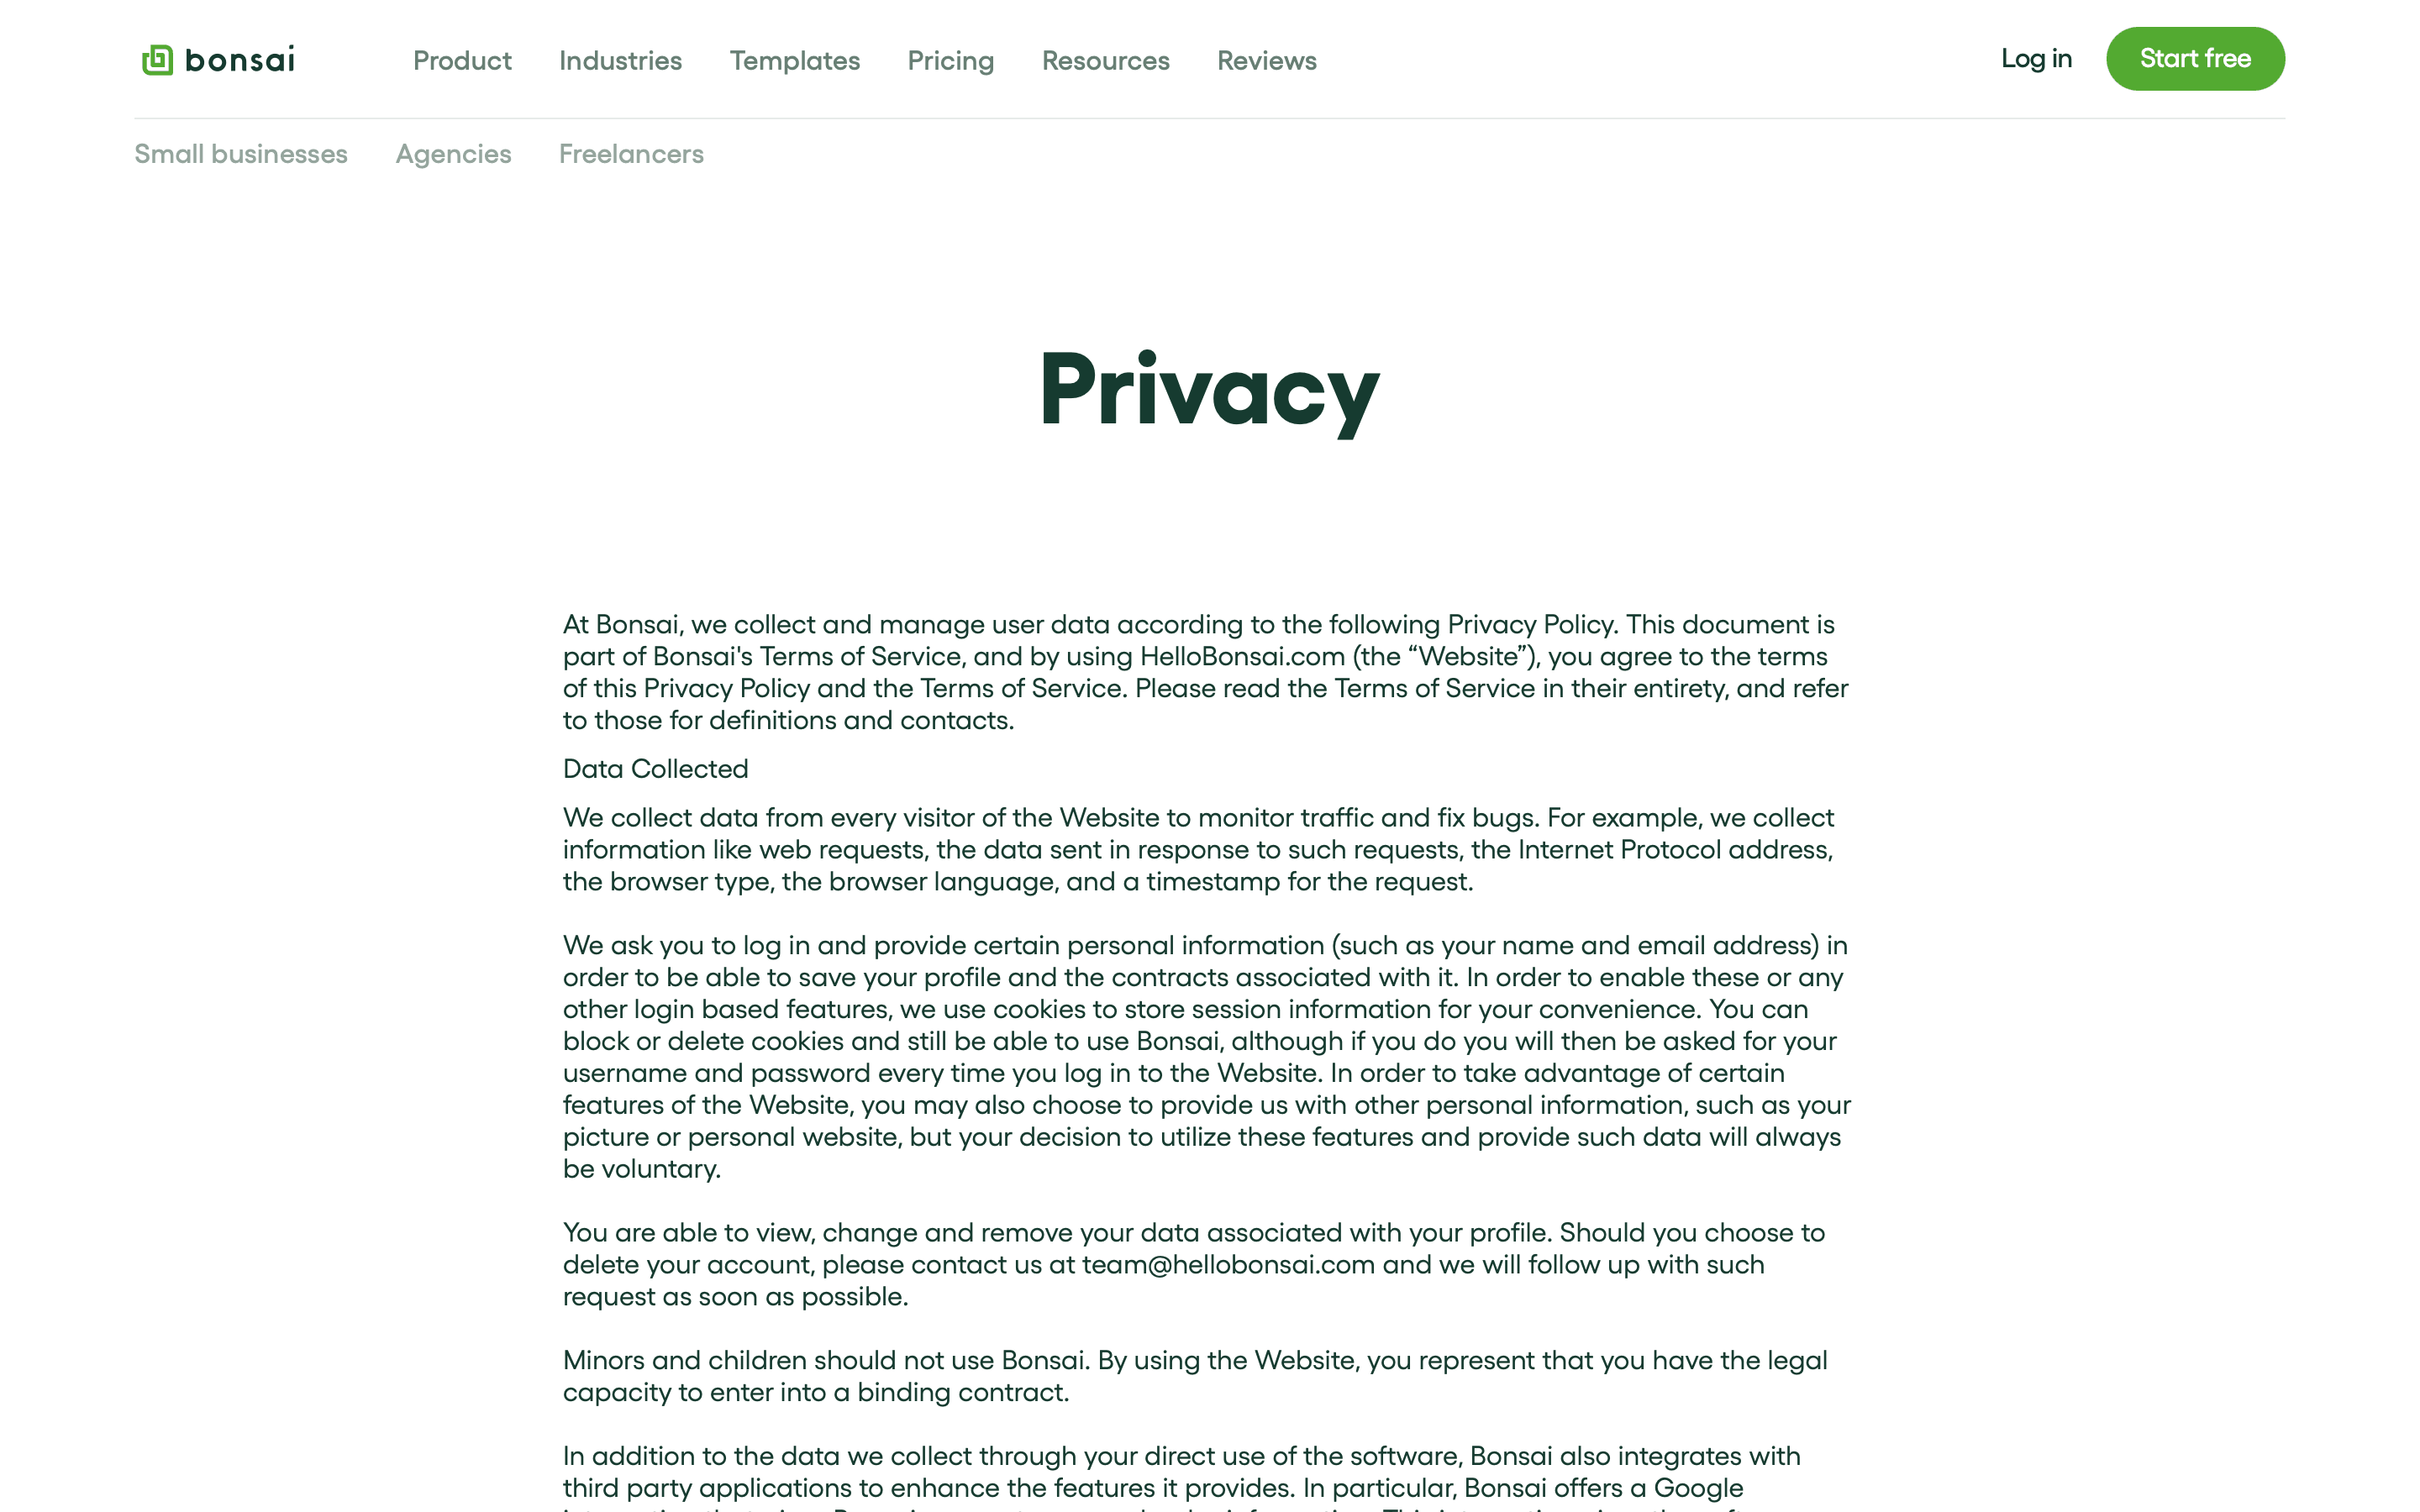 bonsai Product Industries Templates Pricing Resources Reviews Log in Start free
Small businesses Agencies Freelancers
Privacy
At Bonsai, we collect and manage user data according to the following Privacy Policy. This document is
part of Bonsai's Terms of Service, and by using HelloBonsai.com (the “Website”), you agree to the terms
of this Privacy Policy and the Terms of Service. Please read the Terms of Service in their entirety, and refer
to those for definitions and contacts.
Data Collected
We collect data from every visitor of the Website to monitor traffic and fix bugs. For example, we collect
information like web requests, the data sent in response to such requests, the Internet Protocol address,
the browser type, the browser language, and a timestamp for the request.
We ask you to log in and provide certain personal information (such as your name and email address) in
order to be able to save your profile and the contracts associated with it. In order to enable these or any
other login based features, we use cookies to store session information for your convenience. You can
block or delete cookies and still be able to use Bonsai, although if you do you will then be asked for your
username and password every time you log in to the Website. In order to take advantage of certain
features of the Website, you may also choose to provide us with other personal information, such as your
picture or personal website, but your decision to utilize these features and provide such data will always
be voluntary.
You are able to view, change and remove your data associated with your profile. Should you choose to
delete your account, please contact us at team@hellobonsai.com and we will follow up with such
request as soon as possible.
Minors and children should not use Bonsai. By using the Website, you represent that you have the legal
capacity to enter into a binding contract.
In addition to the data we collect through your direct use of the software, Bonsai also integrates with
third party applications to enhance the features it provides. In particular, Bonsai offers a Google